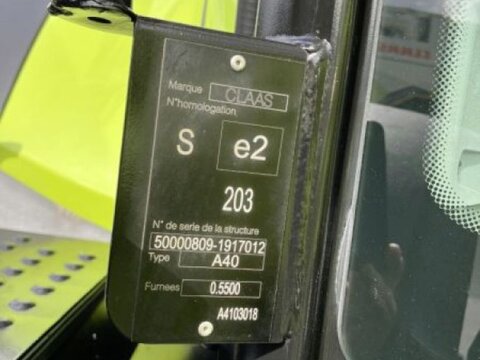 Marque CLAAS
N°homologation
S e2
203
N° de serie de la structure
50000809-1917012
Type A40
Fumees 0.5500
A4103018